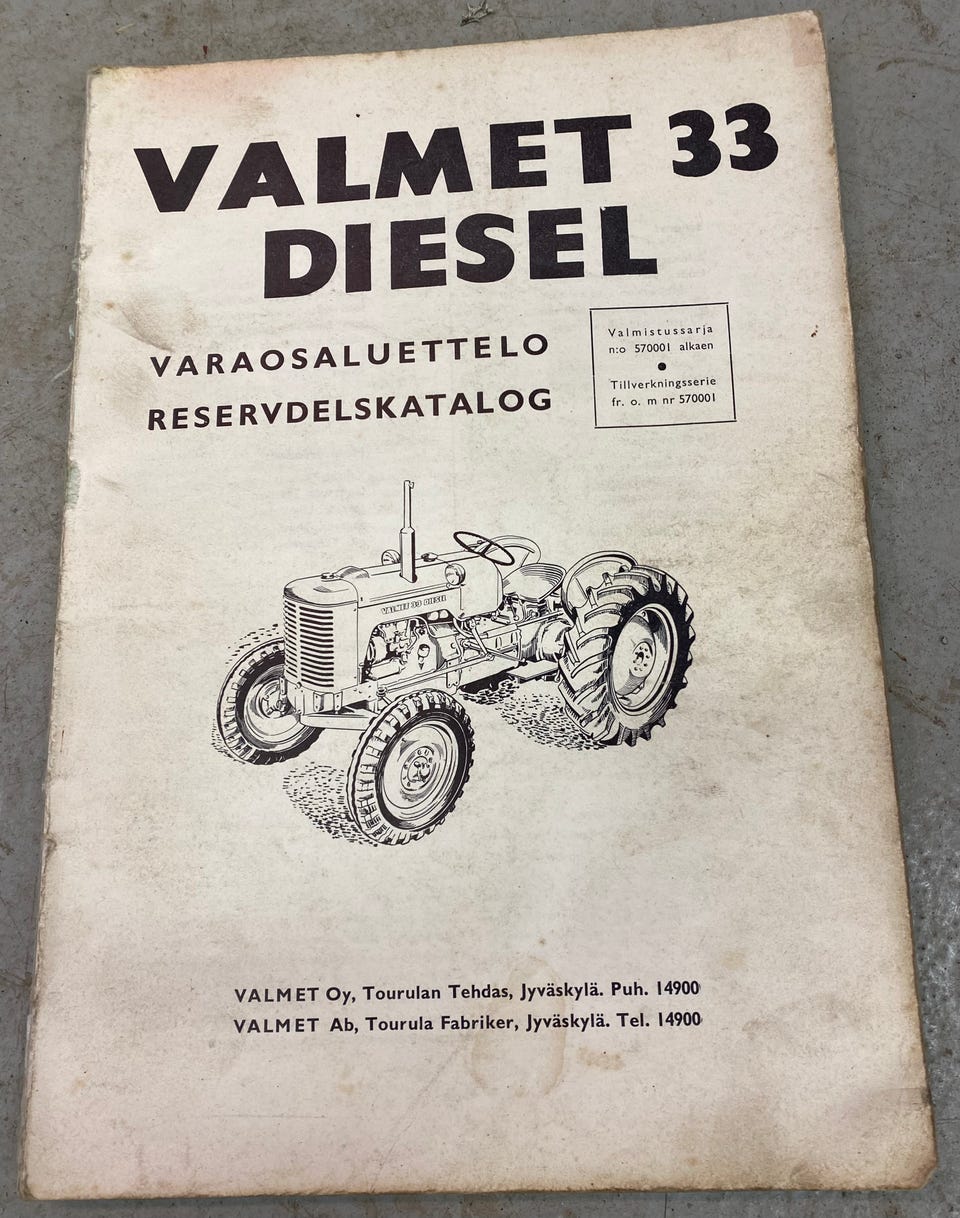 VALMET 33
DIESEL
VARAOSALUETTELO
RESERVDELSKATALOG
Valmistussarja
n:o 570001 alkaen
Tillverkningsserie
fr. o. m nr 570001
VALMET 33 DIESEL
VALMET Oy, Tourulan Tehdas, Jyväskylä. Puh. 14900
VALMET Ab, Tourula Fabriker, Jyväskylä. Tel. 14900